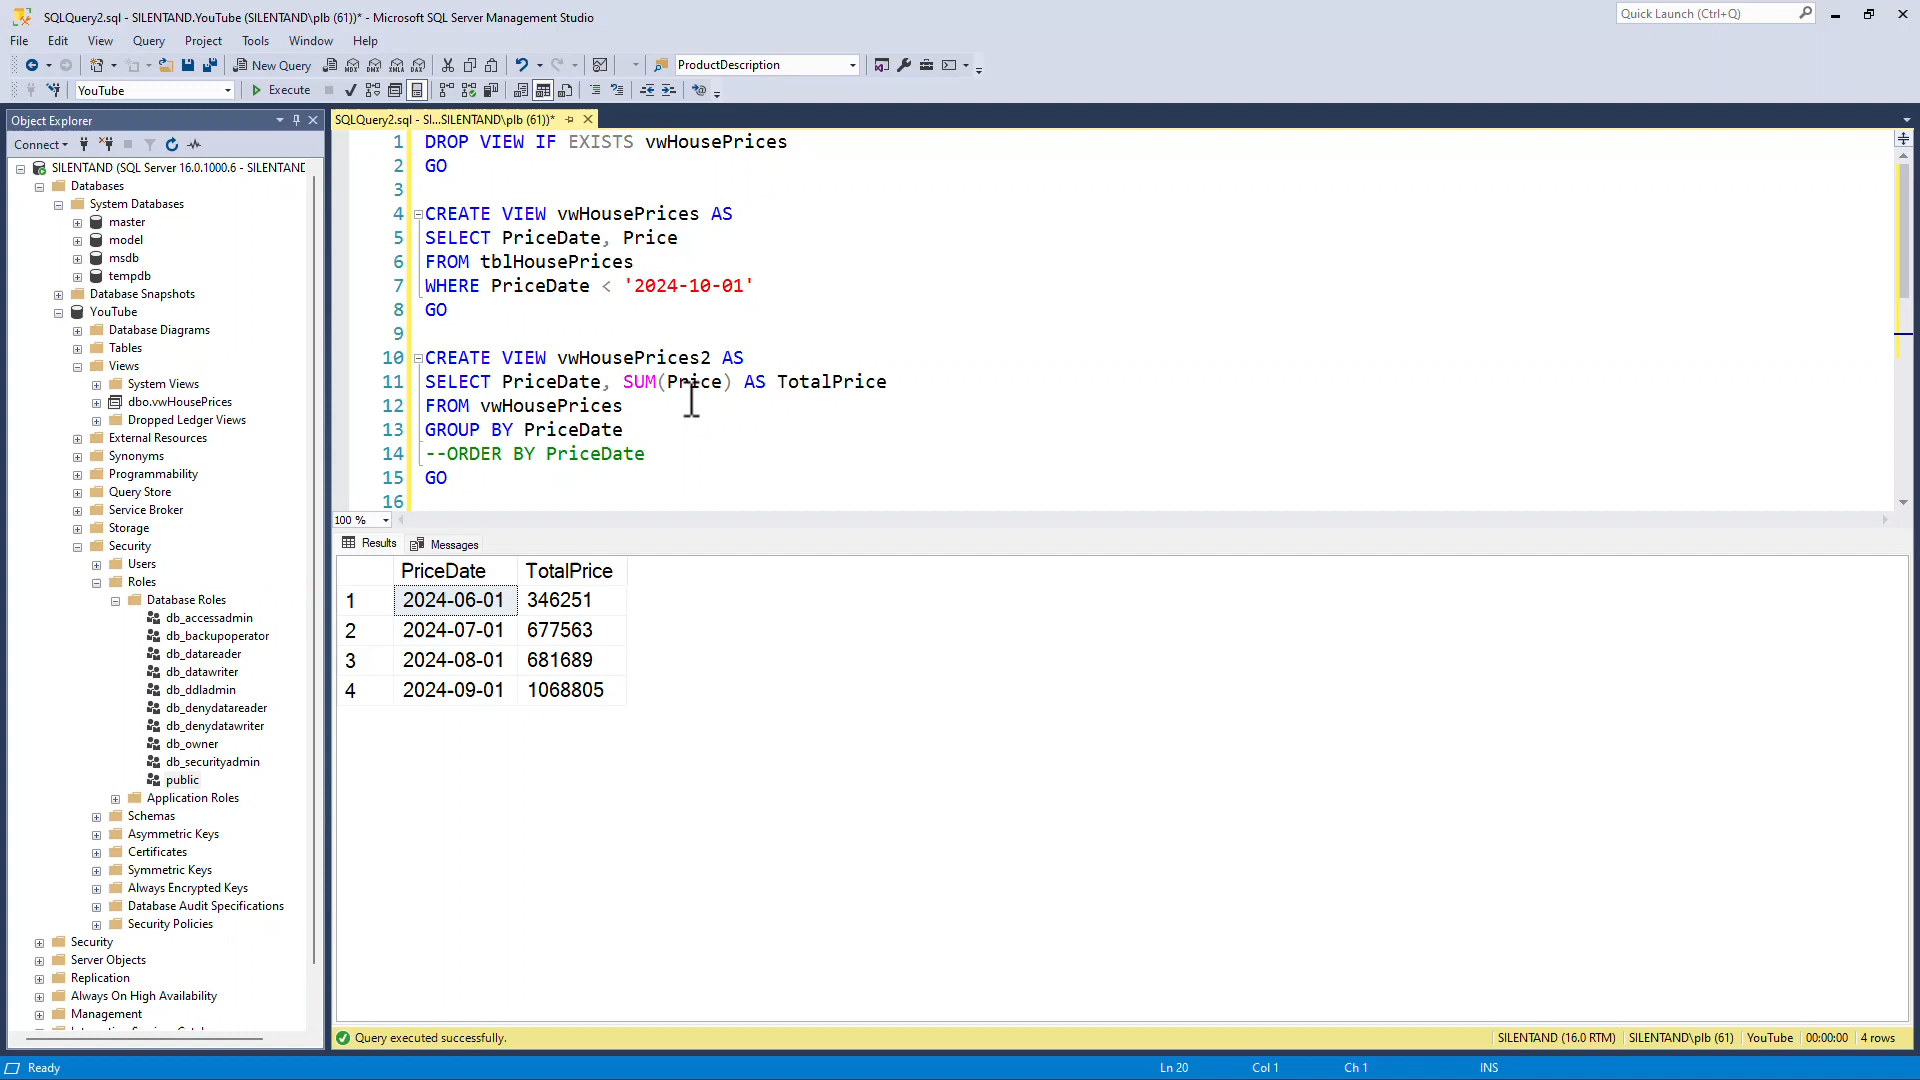 SQLQuery2.sql - SILENTAND.YouTube (SILENTAND\plb (61))* - Microsoft SQL Server Management Studio
Quick Launch (Ctrl+Q)
File Edit View Query Project Tools Window Help
New Query MDX DMX XMLA DAX ProductDescription
YouTube Execute
Object Explorer
Connect
SILENTAND (SQL Server 16.0.1000.6 - SILENTAND
Databases
System Databases
master
model
msdb
tempdb
Database Snapshots
YouTube
Database Diagrams
Tables
Views
System Views
dbo.vwHousePrices
Dropped Ledger Views
External Resources
Synonyms
Programmability
Query Store
Service Broker
Storage
Security
Users
Roles
Database Roles
db_accessadmin
db_backupoperator
db_datareader
db_datawriter
db_ddladmin
db_denydatareader
db_denydatawriter
db_owner
db_securityadmin
public
Application Roles
Schemas
Asymmetric Keys
Certificates
Symmetric Keys
Always Encrypted Keys
Database Audit Specifications
Security Policies
Security
Server Objects
Replication
Always On High Availability
Management
SQLQuery2.sql - SI...SILENTAND\plb (61))*
1 DROP VIEW IF EXISTS vwHousePrices
2 GO
3
4 CREATE VIEW vwHousePrices AS
5 SELECT PriceDate, Price
6 FROM tblHousePrices
7 WHERE PriceDate < '2024-10-01'
8 GO
9
10 CREATE VIEW vwHousePrices2 AS
11 SELECT PriceDate, SUM(Price) AS TotalPrice
12 FROM vwHousePrices
13 GROUP BY PriceDate
14 --ORDER BY PriceDate
15 GO
16
100 %
Results Messages
PriceDate TotalPrice
1 2024-06-01 346251
2 2024-07-01 677563
3 2024-08-01 681689
4 2024-09-01 1068805
Query executed successfully.
SILENTAND (16.0 RTM) SILENTAND\plb (61) YouTube 00:00:00 4 rows
Ready Ln 20 Col 1 Ch 1 INS